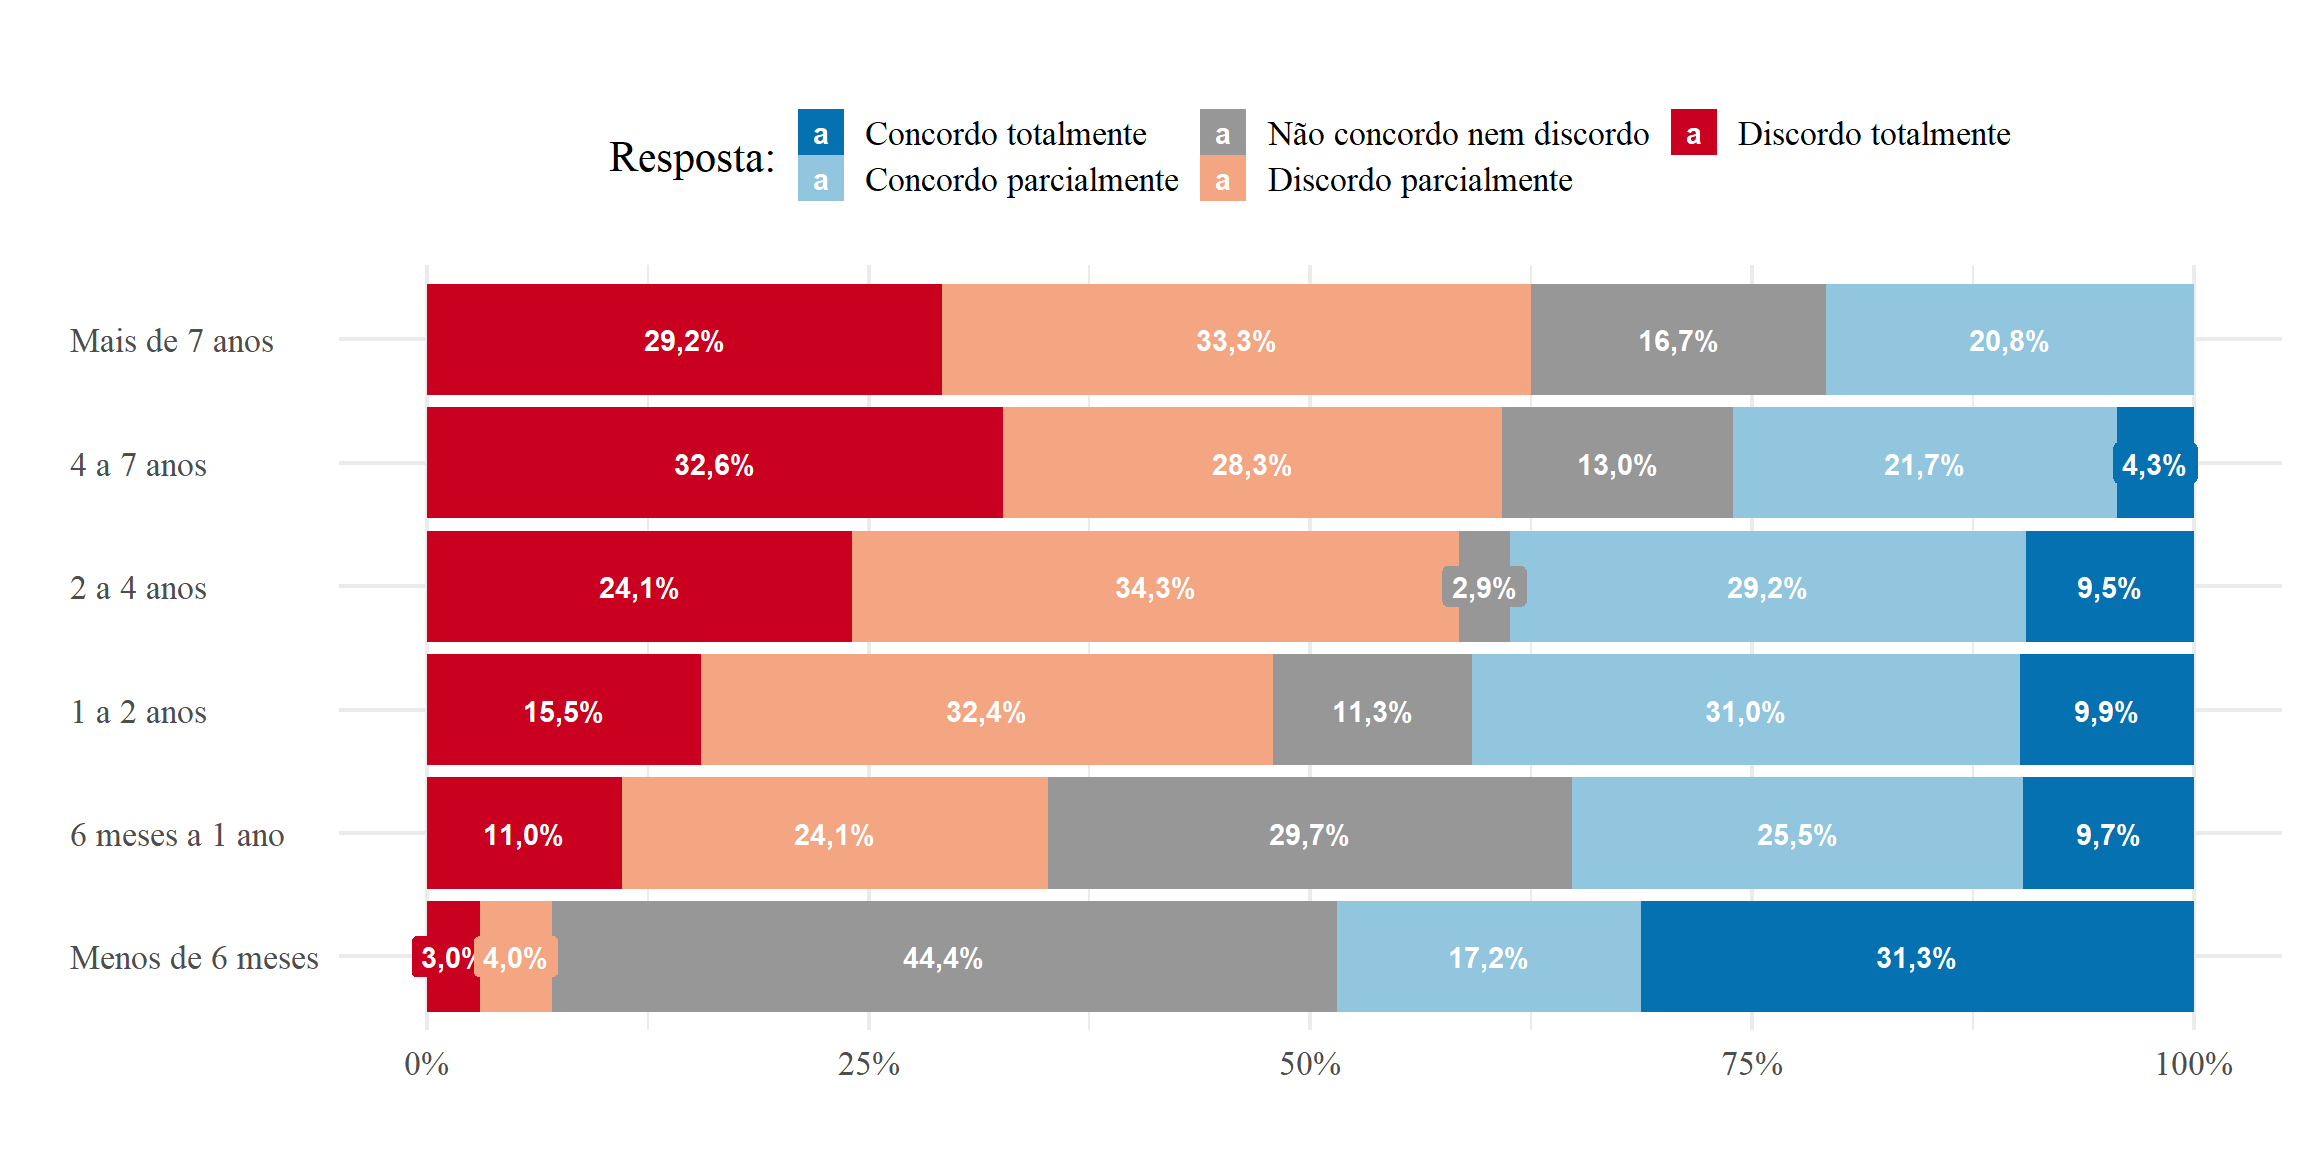 Resposta:
a Concordo totalmente
a Não concordo nem discordo
a Discordo totalmente
a Concordo parcialmente
a Discordo parcialmente
Mais de 7 anos
29,2% 33,3% 16,7% 20,8%
4 a 7 anos
32,6% 28,3% 13,0% 21,7% 4,3%
2 a 4 anos
24,1% 34,3% 2,9% 29,2% 9,5%
1 a 2 anos
15,5% 32,4% 11,3% 31,0% 9,9%
6 meses a 1 ano
11,0% 24,1% 29,7% 25,5% 9,7%
Menos de 6 meses
3,0% 4,0% 44,4% 17,2% 31,3%
0% 25% 50% 75% 100%